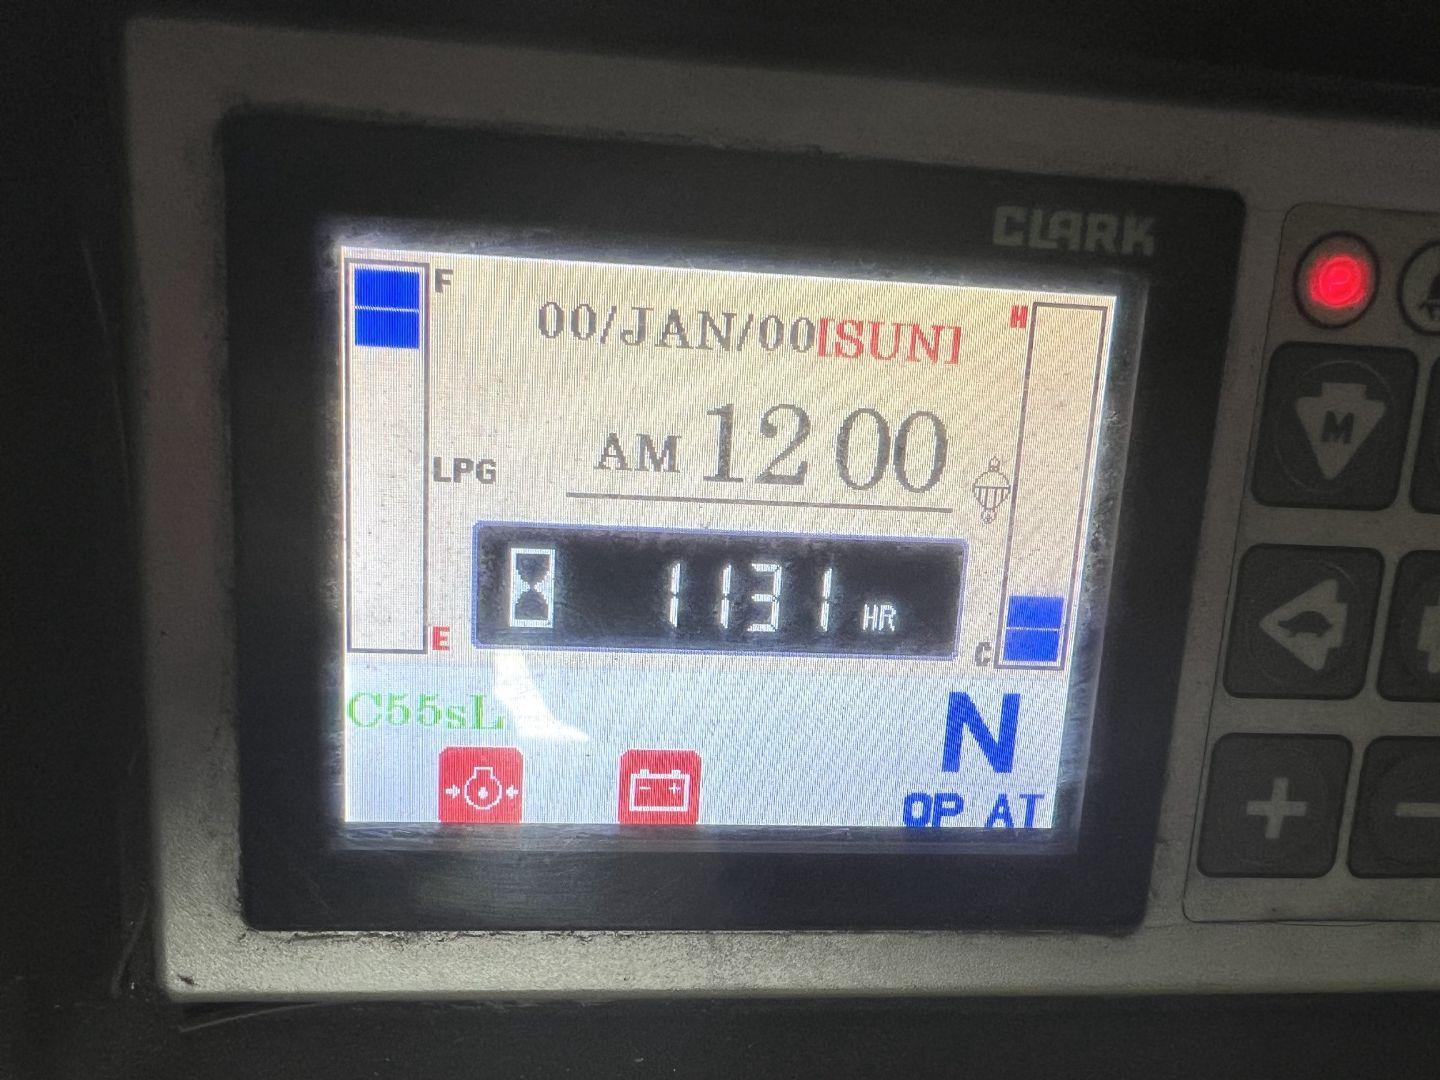 CLARK
F
00/JAN/00[SUN]
H
AM 12 00
LPG
1131 HR
E
C
C55sL
N
OP AT
M